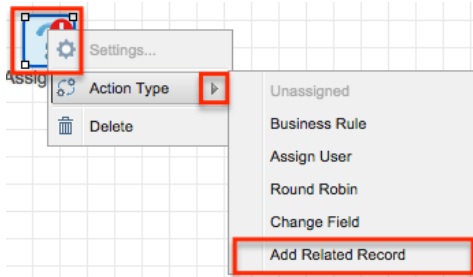 Settings...
Assig
Action Type
Unassigned
Delete
Business Rule
Assign User
Round Robin
Change Field
Add Related Record